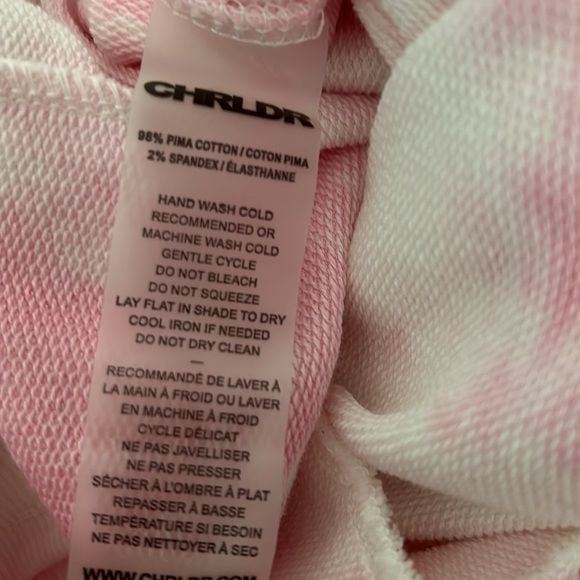 CHRLDR
98% PIMA COTTON / COTON PIMA
2% SPANDEX / ÉLASTHANNE
HAND WASH COLD
RECOMMENDED OR
MACHINE WASH COLD
GENTLE CYCLE
DO NOT BLEACH
DO NOT SQUEEZE
LAY FLAT IN SHADE TO DRY
COOL IRON IF NEEDED
DO NOT DRY CLEAN
—
RECOMMANDÉ DE LAVER À
LA MAIN À FROID OU LAVER
EN MACHINE À FROID
CYCLE DÉLICAT
NE PAS JAVELLISER
NE PAS PRESSER
SÉCHER À L'OMBRE À PLAT
REPASSER À BASSE
TEMPÉRATURE SI BESOIN
NE PAS NETTOYER À SEC
WWW.CHRLDR.COM